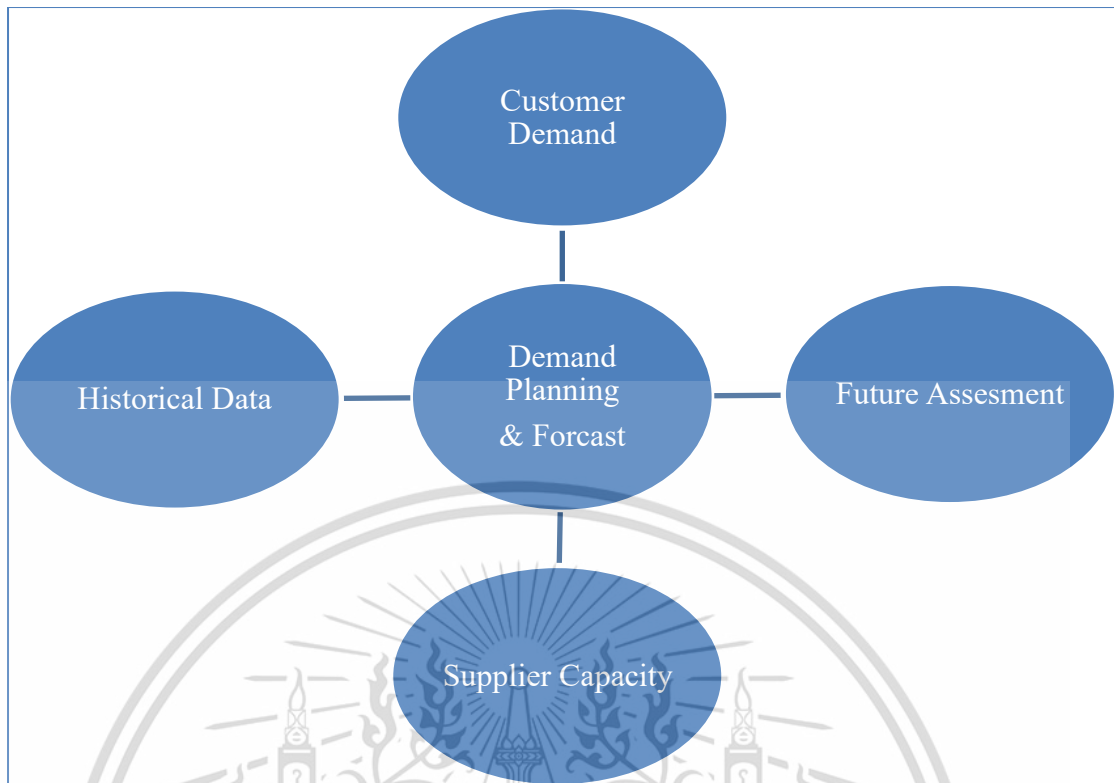 Customer
Demand
Historical Data
Demand
Planning
& Forcast
Future Assesment
Supplier Capacity